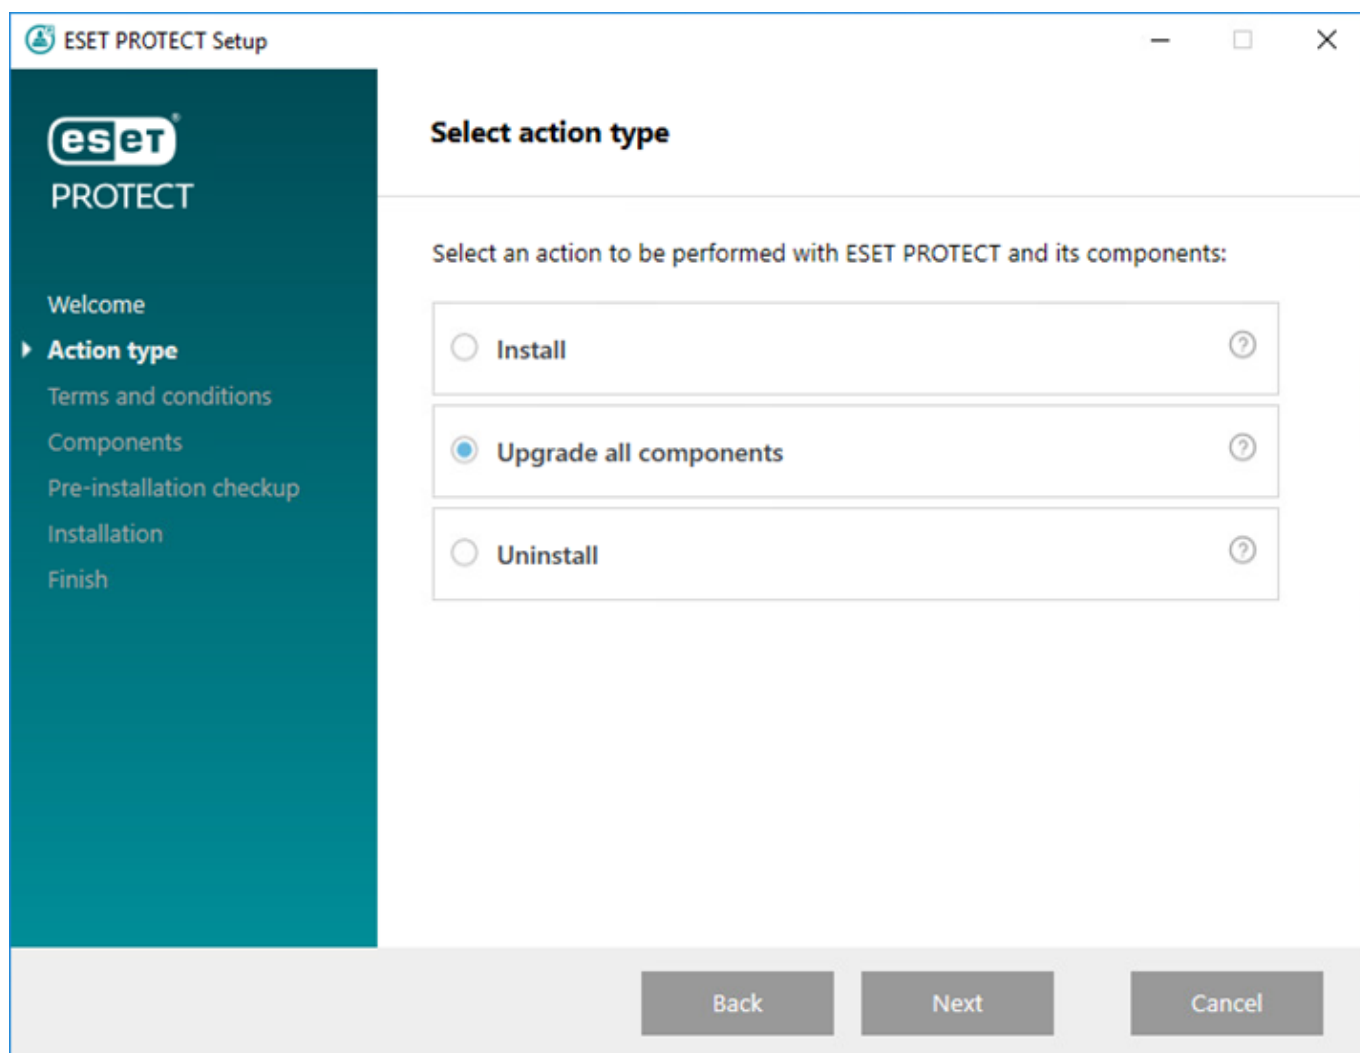 ESET PROTECT Setup
eset®
PROTECT
Welcome
Action type
Terms and conditions
Components
Pre-installation checkup
Installation
Finish
Select action type
Select an action to be performed with ESET PROTECT and its components:
Install
Upgrade all components
Uninstall
Back
Next
Cancel